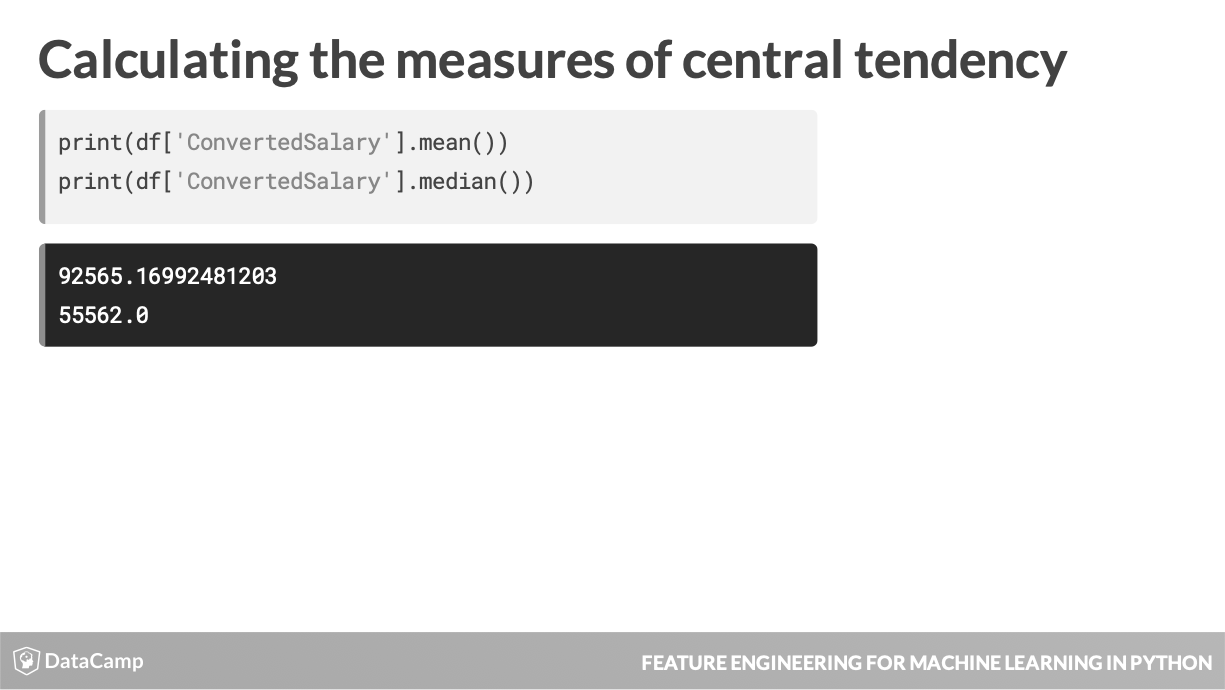 Calculating the measures of central tendency
print(df['ConvertedSalary'].mean())
print(df['ConvertedSalary'].median())
92565.16992481203
55562.0
DataCamp
FEATURE ENGINEERING FOR MACHINE LEARNING IN PYTHON